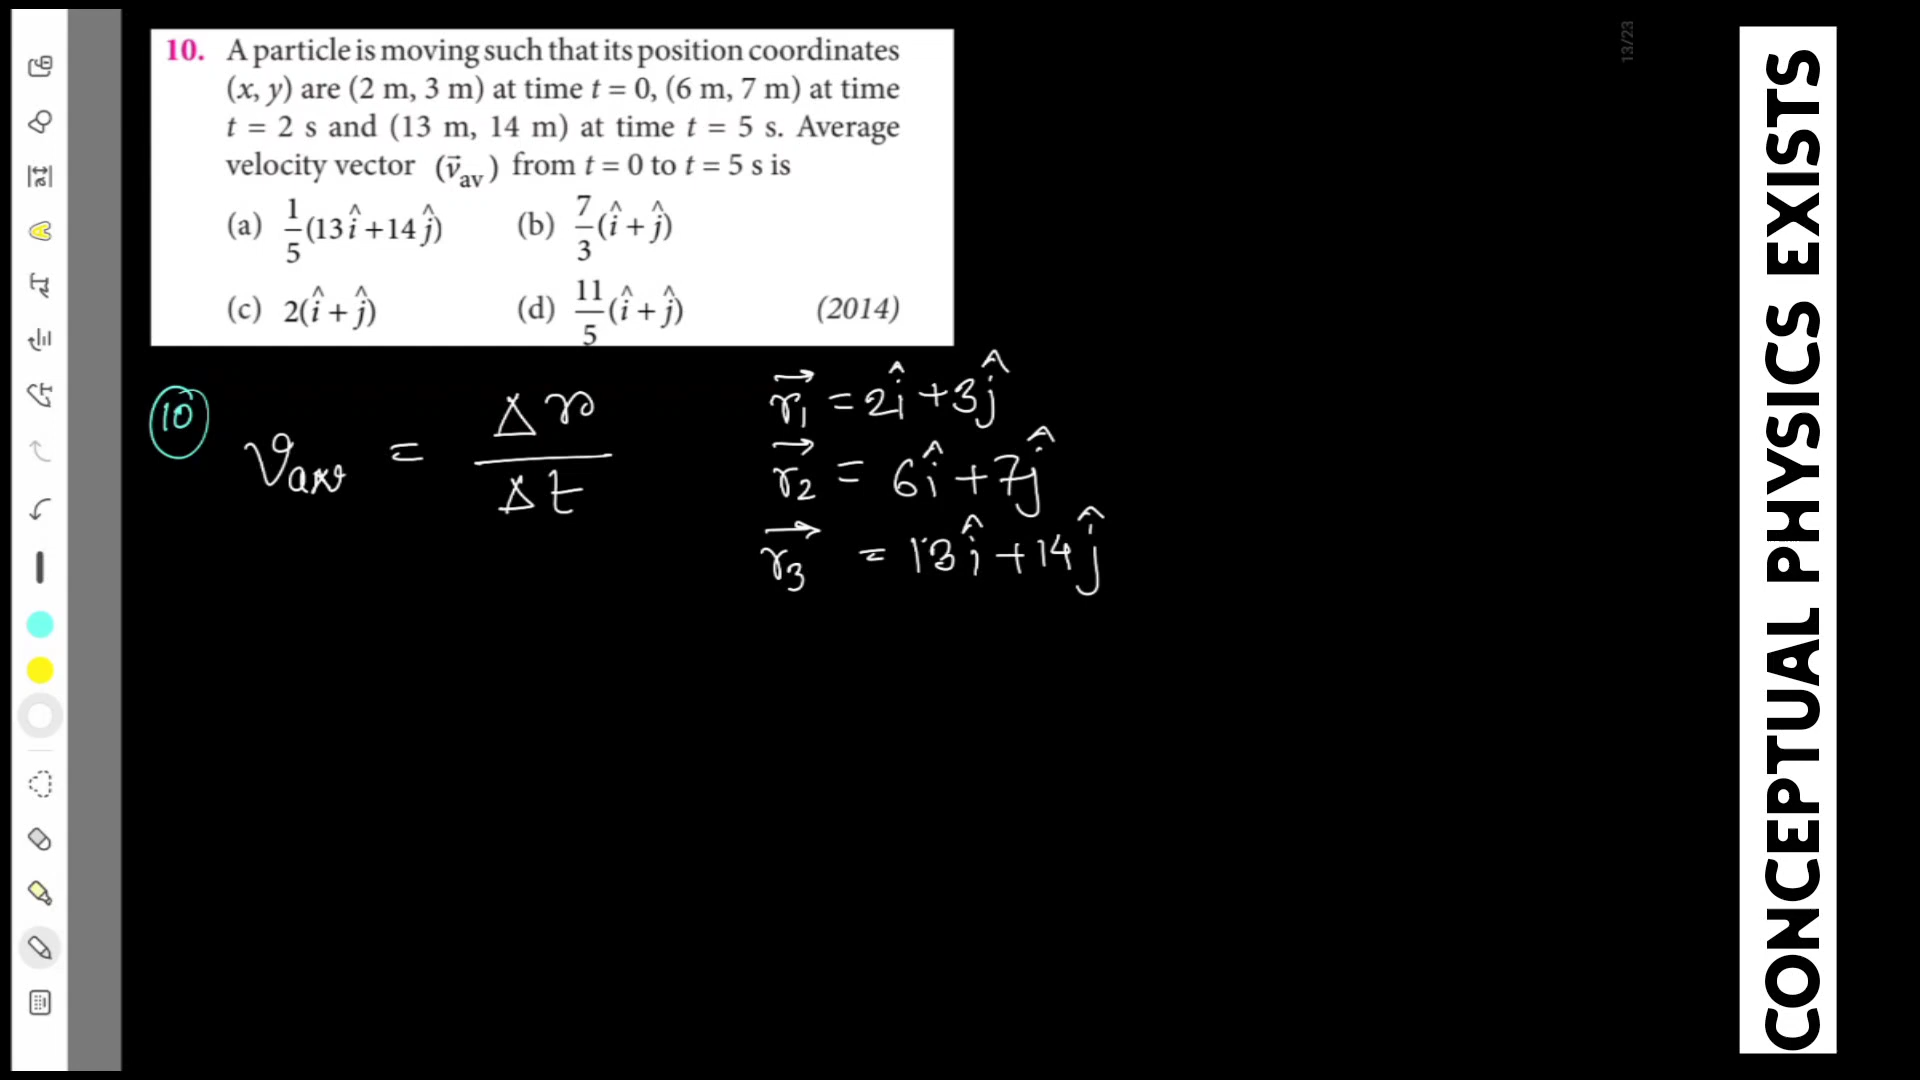 10. A particle is moving such that its position coordinates
(x, y) are (2 m, 3 m) at time t = 0, (6 m, 7 m) at time
t = 2 s and (13 m, 14 m) at time t = 5 s. Average
velocity vector (v⃗av) from t = 0 to t = 5 s is
(a) 1/5(13î+14ĵ) (b) 7/3(î + ĵ)
(c) 2(î + ĵ) (d) 11/5(î + ĵ) (2014)
10
vav = Δr/Δt
r⃗1 = 2î+3ĵ
r⃗2 = 6î+7ĵ
r⃗3 = 13î+14ĵ
13/23
CONCEPTUAL PHYSICS EXISTS